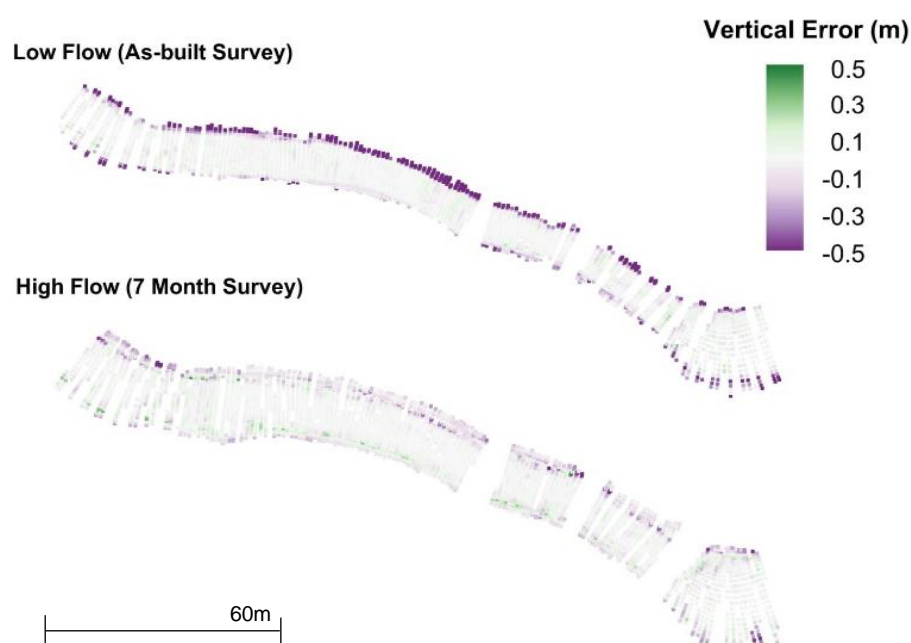 Vertical Error (m)
Low Flow (As-built Survey)
0.5
0.3
0.1
-0.1
-0.3
-0.5
High Flow (7 Month Survey)
60m